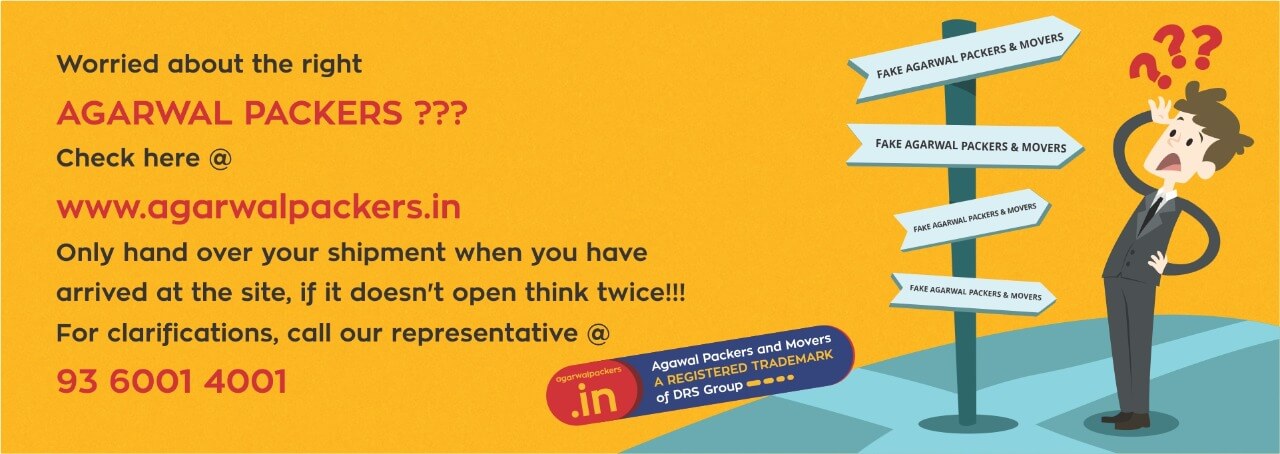 Worried about the right
AGARWAL PACKERS ???
Check here @
www.agarwalpackers.in
Only hand over your shipment when you have
arrived at the site, if it doesn't open think twice!!!
For clarifications, call our representative @
93 6001 4001
agarwalpackers
.in
Agawal Packers and Movers
A REGISTERED TRADEMARK
of DRS Group
FAKE AGARWAL PACKERS & MOVERS
FAKE AGARWAL PACKERS & MOVERS
FAKE AGARWAL PACKERS & MOVERS
FAKE AGARWAL PACKERS & MOVERS
???